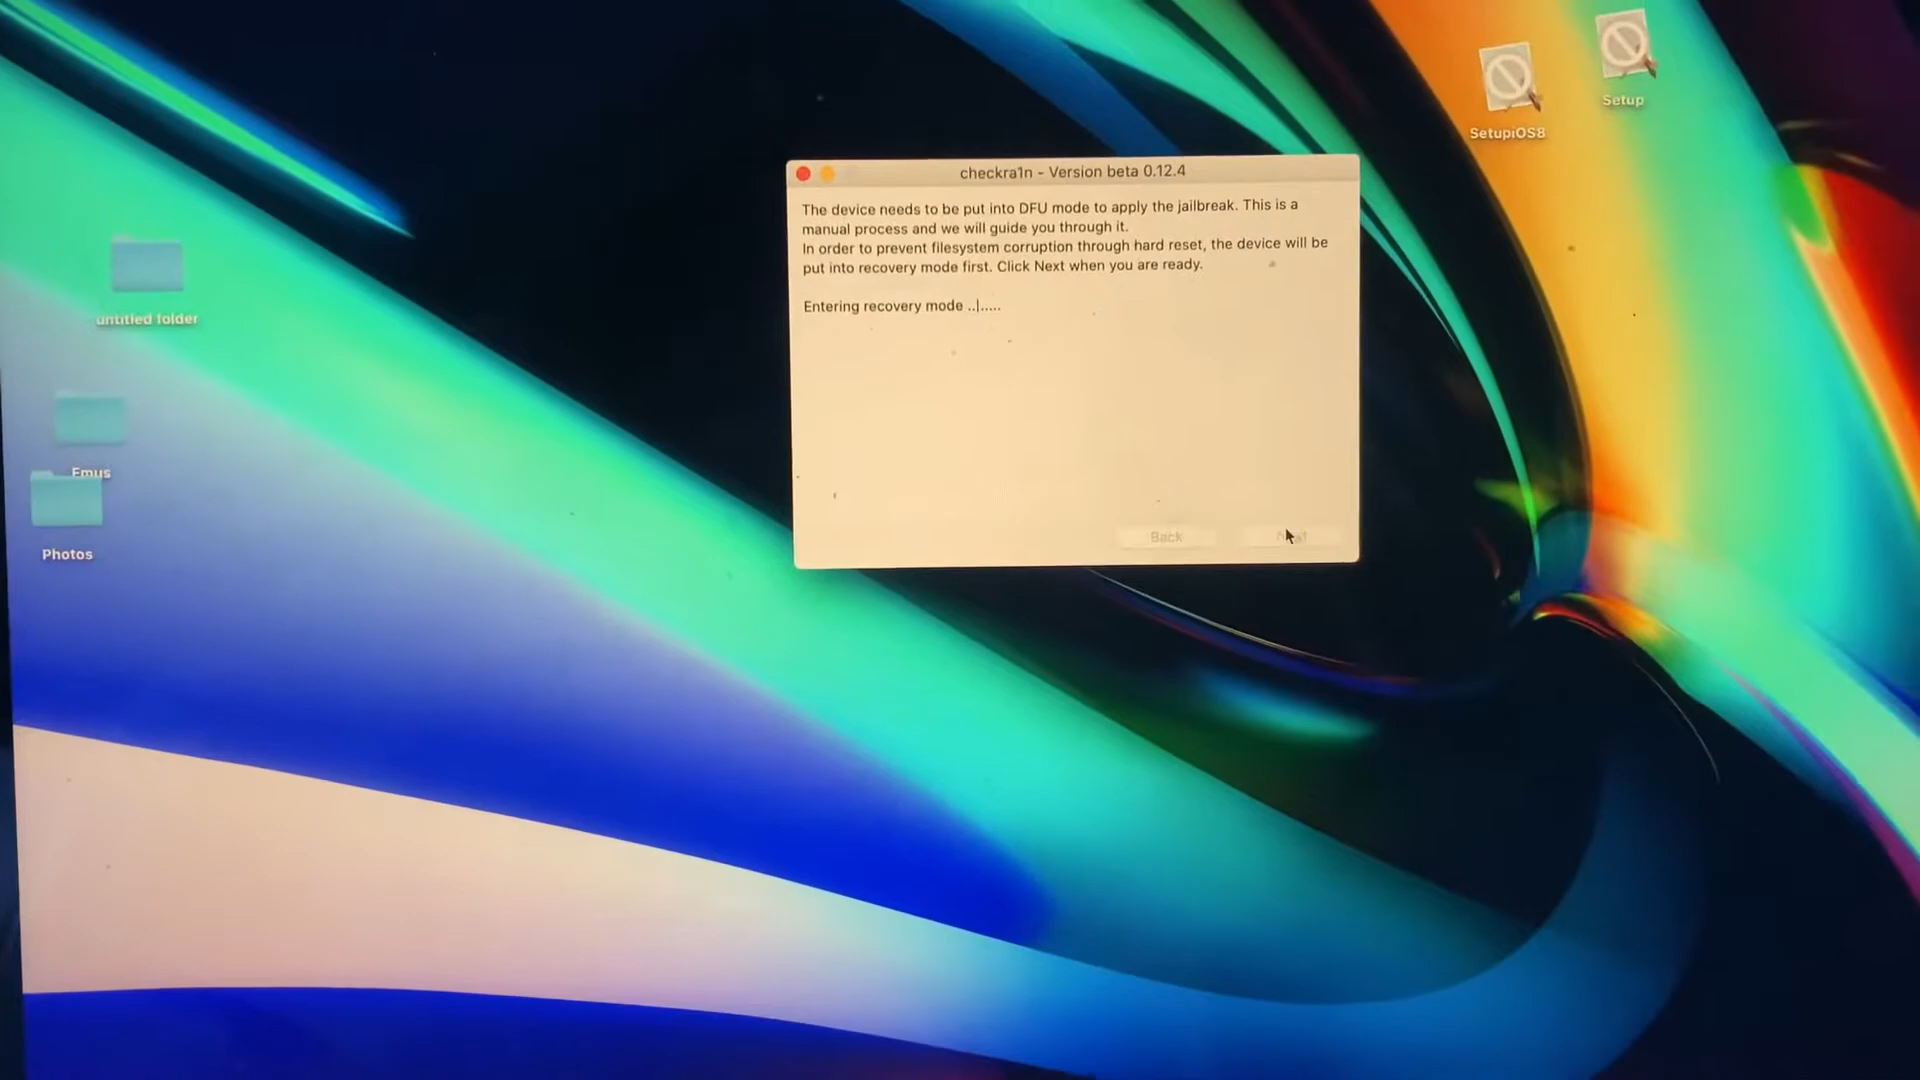 Setup
SetupiOS8
checkra1n - Version beta 0.12.4
The device needs to be put into DFU mode to apply the jailbreak. This is a
manual process and we will guide you through it.
In order to prevent filesystem corruption through hard reset, the device will be
put into recovery mode first. Click Next when you are ready.
Entering recovery mode ..|.....
Back
Next
untitled folder
Emus
Photos